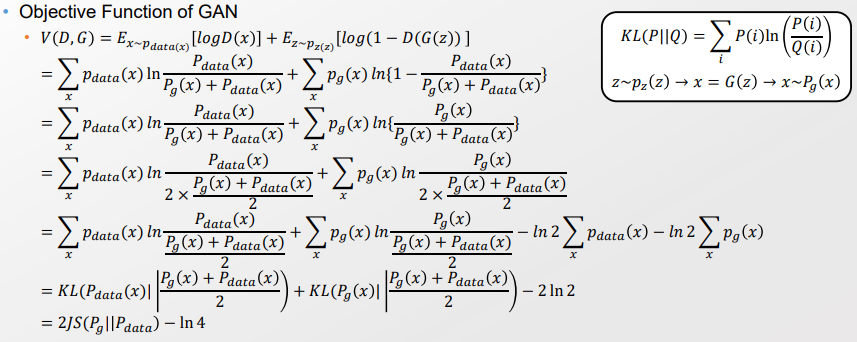 • Objective Function of GAN
• V(D, G) = E_{x~p_{data(x)}}[logD(x)] + E_{z~p_{z(z)}}[log(1 − D(G(z)) ]
= ∑_x p_{data}(x) ln P_{data}(x) / (P_g(x) + P_{data}(x)) + ∑_x p_g(x) ln{1 − P_{data}(x) / (P_g(x) + P_{data}(x))}
= ∑_x p_{data}(x) ln P_{data}(x) / (P_g(x) + P_{data}(x)) + ∑_x p_g(x) ln{P_g(x) / (P_g(x) + P_{data}(x))}
= ∑_x p_{data}(x) ln P_{data}(x) / (2 × (P_g(x) + P_{data}(x)) / 2) + ∑_x p_g(x) ln P_g(x) / (2 × (P_g(x) + P_{data}(x)) / 2)
= ∑_x p_{data}(x) ln P_{data}(x) / ((P_g(x) + P_{data}(x)) / 2) + ∑_x p_g(x) ln P_g(x) / ((P_g(x) + P_{data}(x)) / 2) − ln 2 ∑_x p_{data}(x) − ln 2 ∑_x p_g(x)
= KL(P_{data}(x)| |(P_g(x) + P_{data}(x)) / 2) + KL(P_g(x)| |(P_g(x) + P_{data}(x)) / 2) − 2 ln 2
= 2JS(P_g||P_{data}) − ln 4
KL(P||Q) = ∑_i P(i)ln (P(i) / Q(i))
z~p_z(z) → x = G(z) → x~P_g(x)